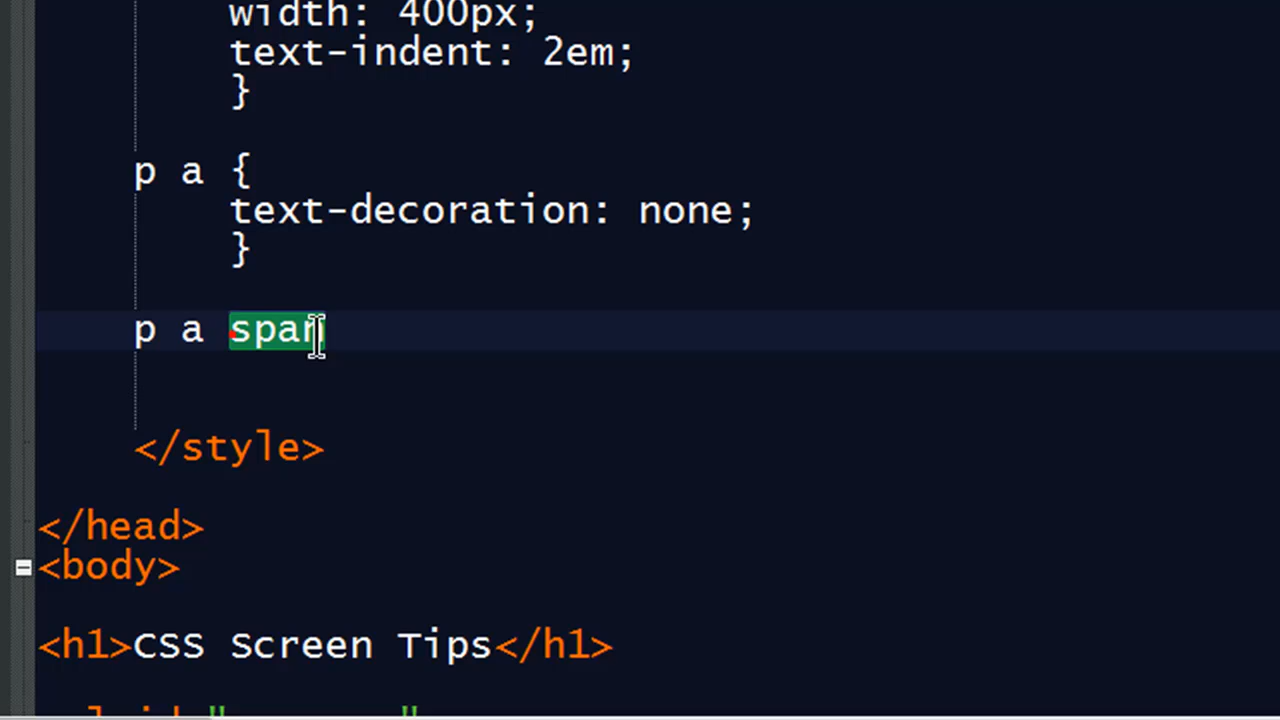 width: 400px;
text-indent: 2em;
}
p a {
text-decoration: none;
}
p a span
</style>
</head>
<body>
<h1>CSS Screen Tips</h1>